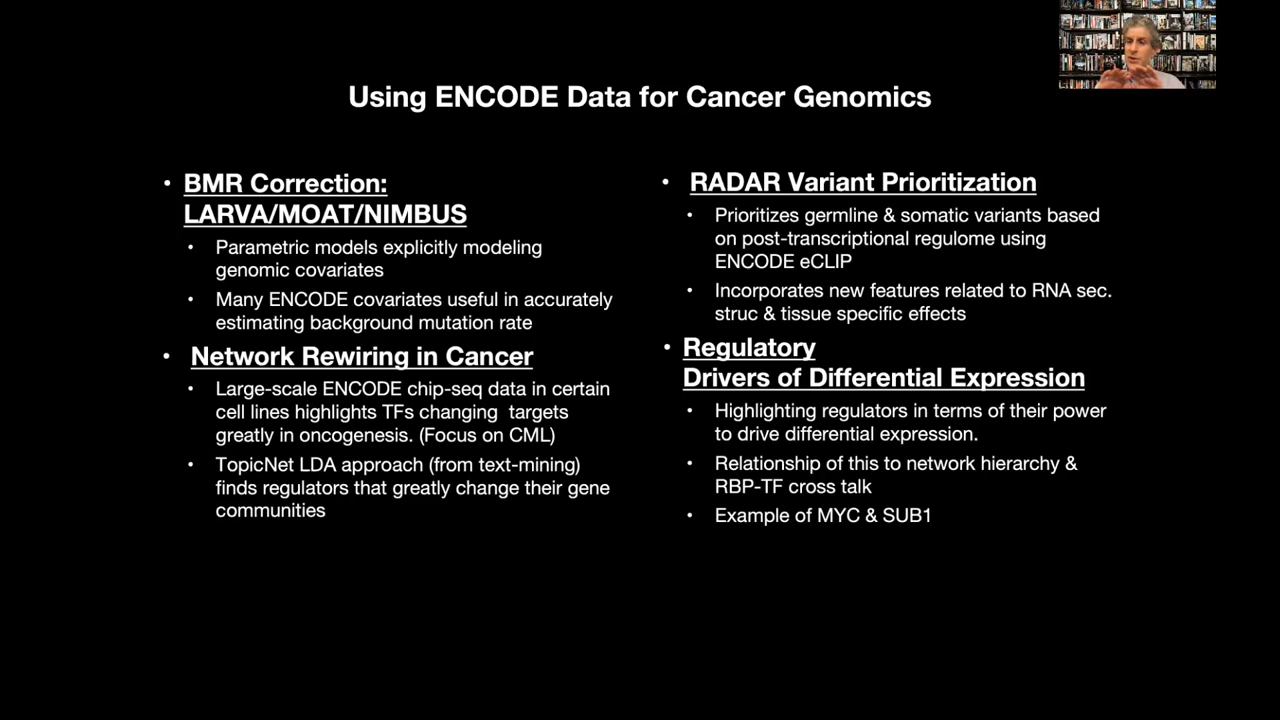 Using ENCODE Data for Cancer Genomics
• BMR Correction:
LARVA/MOAT/NIMBUS
• Parametric models explicitly modeling
genomic covariates
• Many ENCODE covariates useful in accurately
estimating background mutation rate
• Network Rewiring in Cancer
• Large-scale ENCODE chip-seq data in certain
cell lines highlights TFs changing  targets
greatly in oncogenesis. (Focus on CML)
• TopicNet LDA approach (from text-mining)
finds regulators that greatly change their gene
communities
• RADAR Variant Prioritization
• Prioritizes germline & somatic variants based
on post-transcriptional regulome using
ENCODE eCLIP
• Incorporates new features related to RNA sec.
struc & tissue specific effects
• Regulatory
Drivers of Differential Expression
• Highlighting regulators in terms of their power
to drive differential expression.
• Relationship of this to network hierarchy &
RBP-TF cross talk
• Example of MYC & SUB1